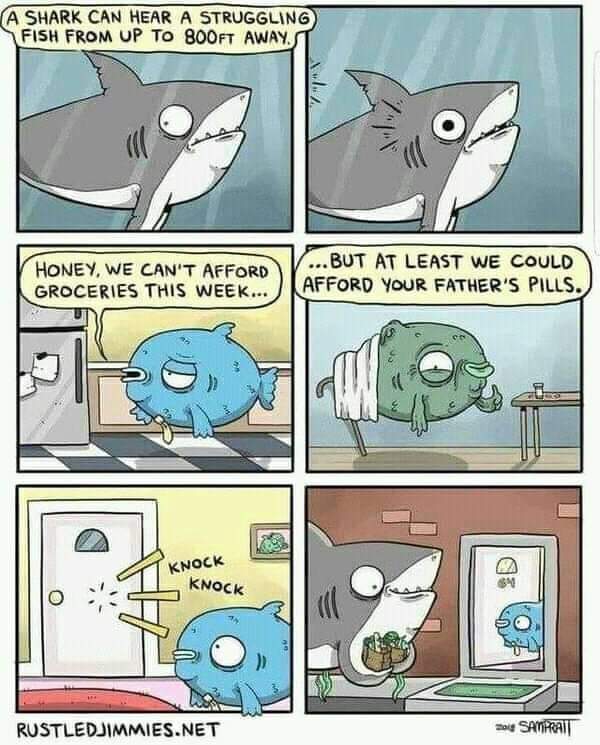 A SHARK CAN HEAR A STRUGGLING
FISH FROM UP TO 800FT AWAY.
HONEY, WE CAN'T AFFORD
GROCERIES THIS WEEK...
...BUT AT LEAST WE COULD
AFFORD YOUR FATHER'S PILLS.
KNOCK
KNOCK
64
RUSTLEDJIMMIES.NET
SAMPRATT